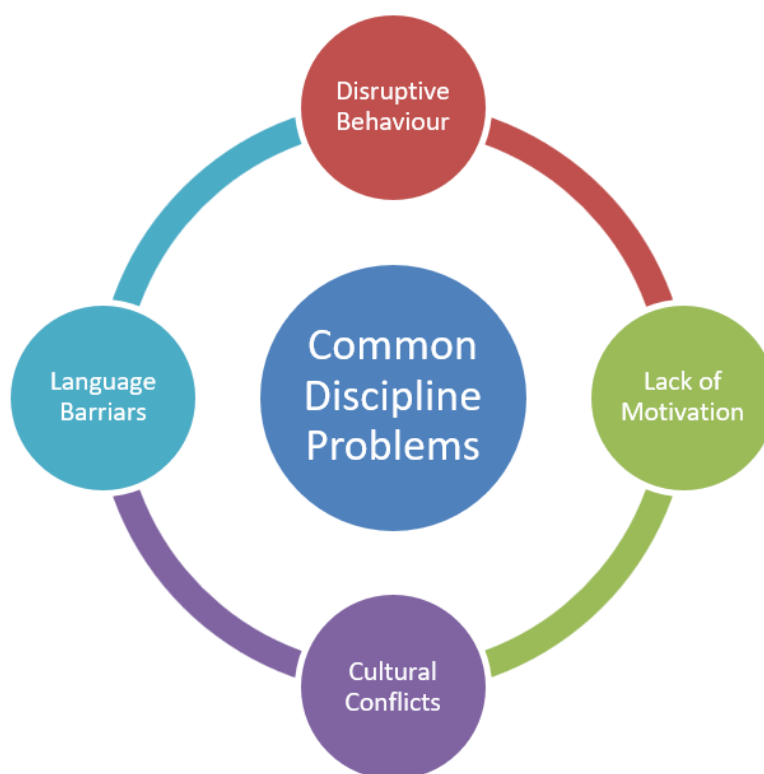 Disruptive
Behaviour
Common
Discipline
Problems
Language
Barriars
Lack of
Motivation
Cultural
Conflicts